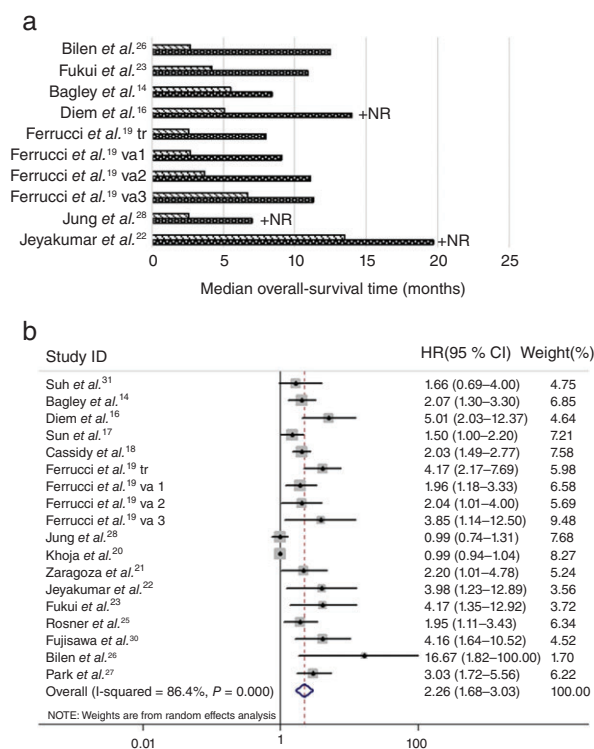 a
Bilen et al.26
Fukui et al.23
Bagley et al.14
Diem et al.16 +NR
Ferrucci et al.19 tr
Ferrucci et al.19 va1
Ferrucci et al.19 va2
Ferrucci et al.19 va3
Jung et al.28 +NR
Jeyakumar et al.22 +NR
0 5 10 15 20 25
Median overall-survival time (months)
b
Study ID HR(95 % CI) Weight(%)
Suh et al.31 1.66 (0.69–4.00) 4.75
Bagley et al.14 2.07 (1.30–3.30) 6.85
Diem et al.16 5.01 (2.03–12.37) 4.64
Sun et al.17 1.50 (1.00–2.20) 7.21
Cassidy et al.18 2.03 (1.49–2.77) 7.58
Ferrucci et al.19 tr 4.17 (2.17–7.69) 5.98
Ferrucci et al.19 va 1 1.96 (1.18–3.33) 6.58
Ferrucci et al.19 va 2 2.04 (1.01–4.00) 5.69
Ferrucci et al.19 va 3 3.85 (1.14–12.50) 9.48
Jung et al.28 0.99 (0.74–1.31) 7.68
Khoja et al.20 0.99 (0.94–1.04) 8.27
Zaragoza et al.21 2.20 (1.01–4.78) 5.24
Jeyakumar et al.22 3.98 (1.23–12.89) 3.56
Fukui et al.23 4.17 (1.35–12.92) 3.72
Rosner et al.25 1.95 (1.11–3.43) 6.34
Fujisawa et al.30 4.16 (1.64–10.52) 4.52
Bilen et al.26 16.67 (1.82–100.00) 1.70
Park et al.27 3.03 (1.72–5.56) 6.22
Overall (I-squared = 86.4%, P = 0.000) 2.26 (1.68–3.03) 100.00
NOTE: Weights are from random effects analysis
0.01 1 100